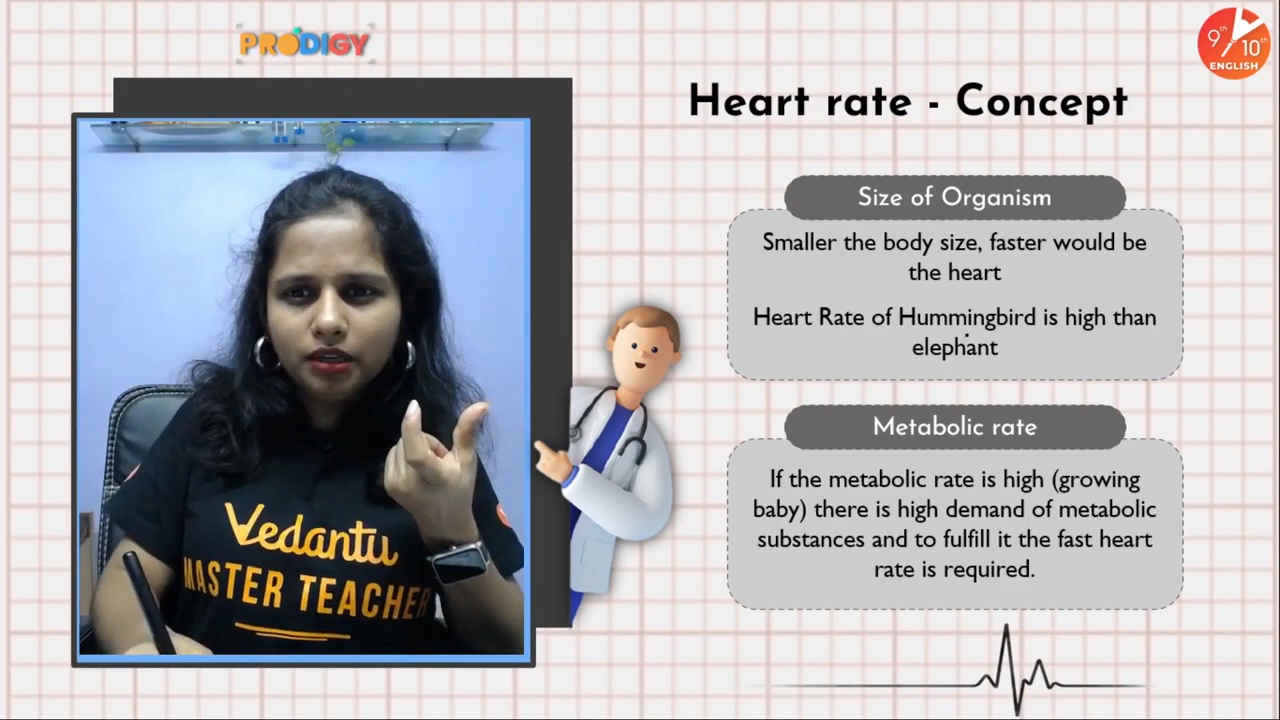 PRODIGY
9th 10th
ENGLISH
Heart rate - Concept
Size of Organism
Smaller the body size, faster would be
the heart
Heart Rate of Hummingbird is high than
elephant
Metabolic rate
If the metabolic rate is high (growing
baby) there is high demand of metabolic
substances and to fulfill it the fast heart
rate is required.
Vedantu
MASTER TEACHER